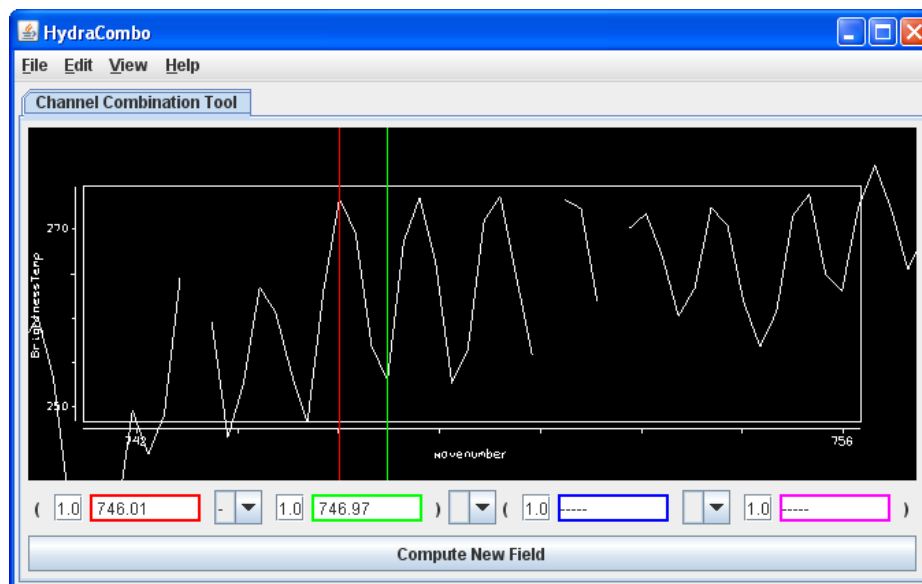 HydraCombo
File Edit View Help
Channel Combination Tool
270
BrightnessTemp
250
742 756
Wavenumber
( 1.0 746.01 - 1.0 746.97 ) ( 1.0 ----- 1.0 ----- )
Compute New Field